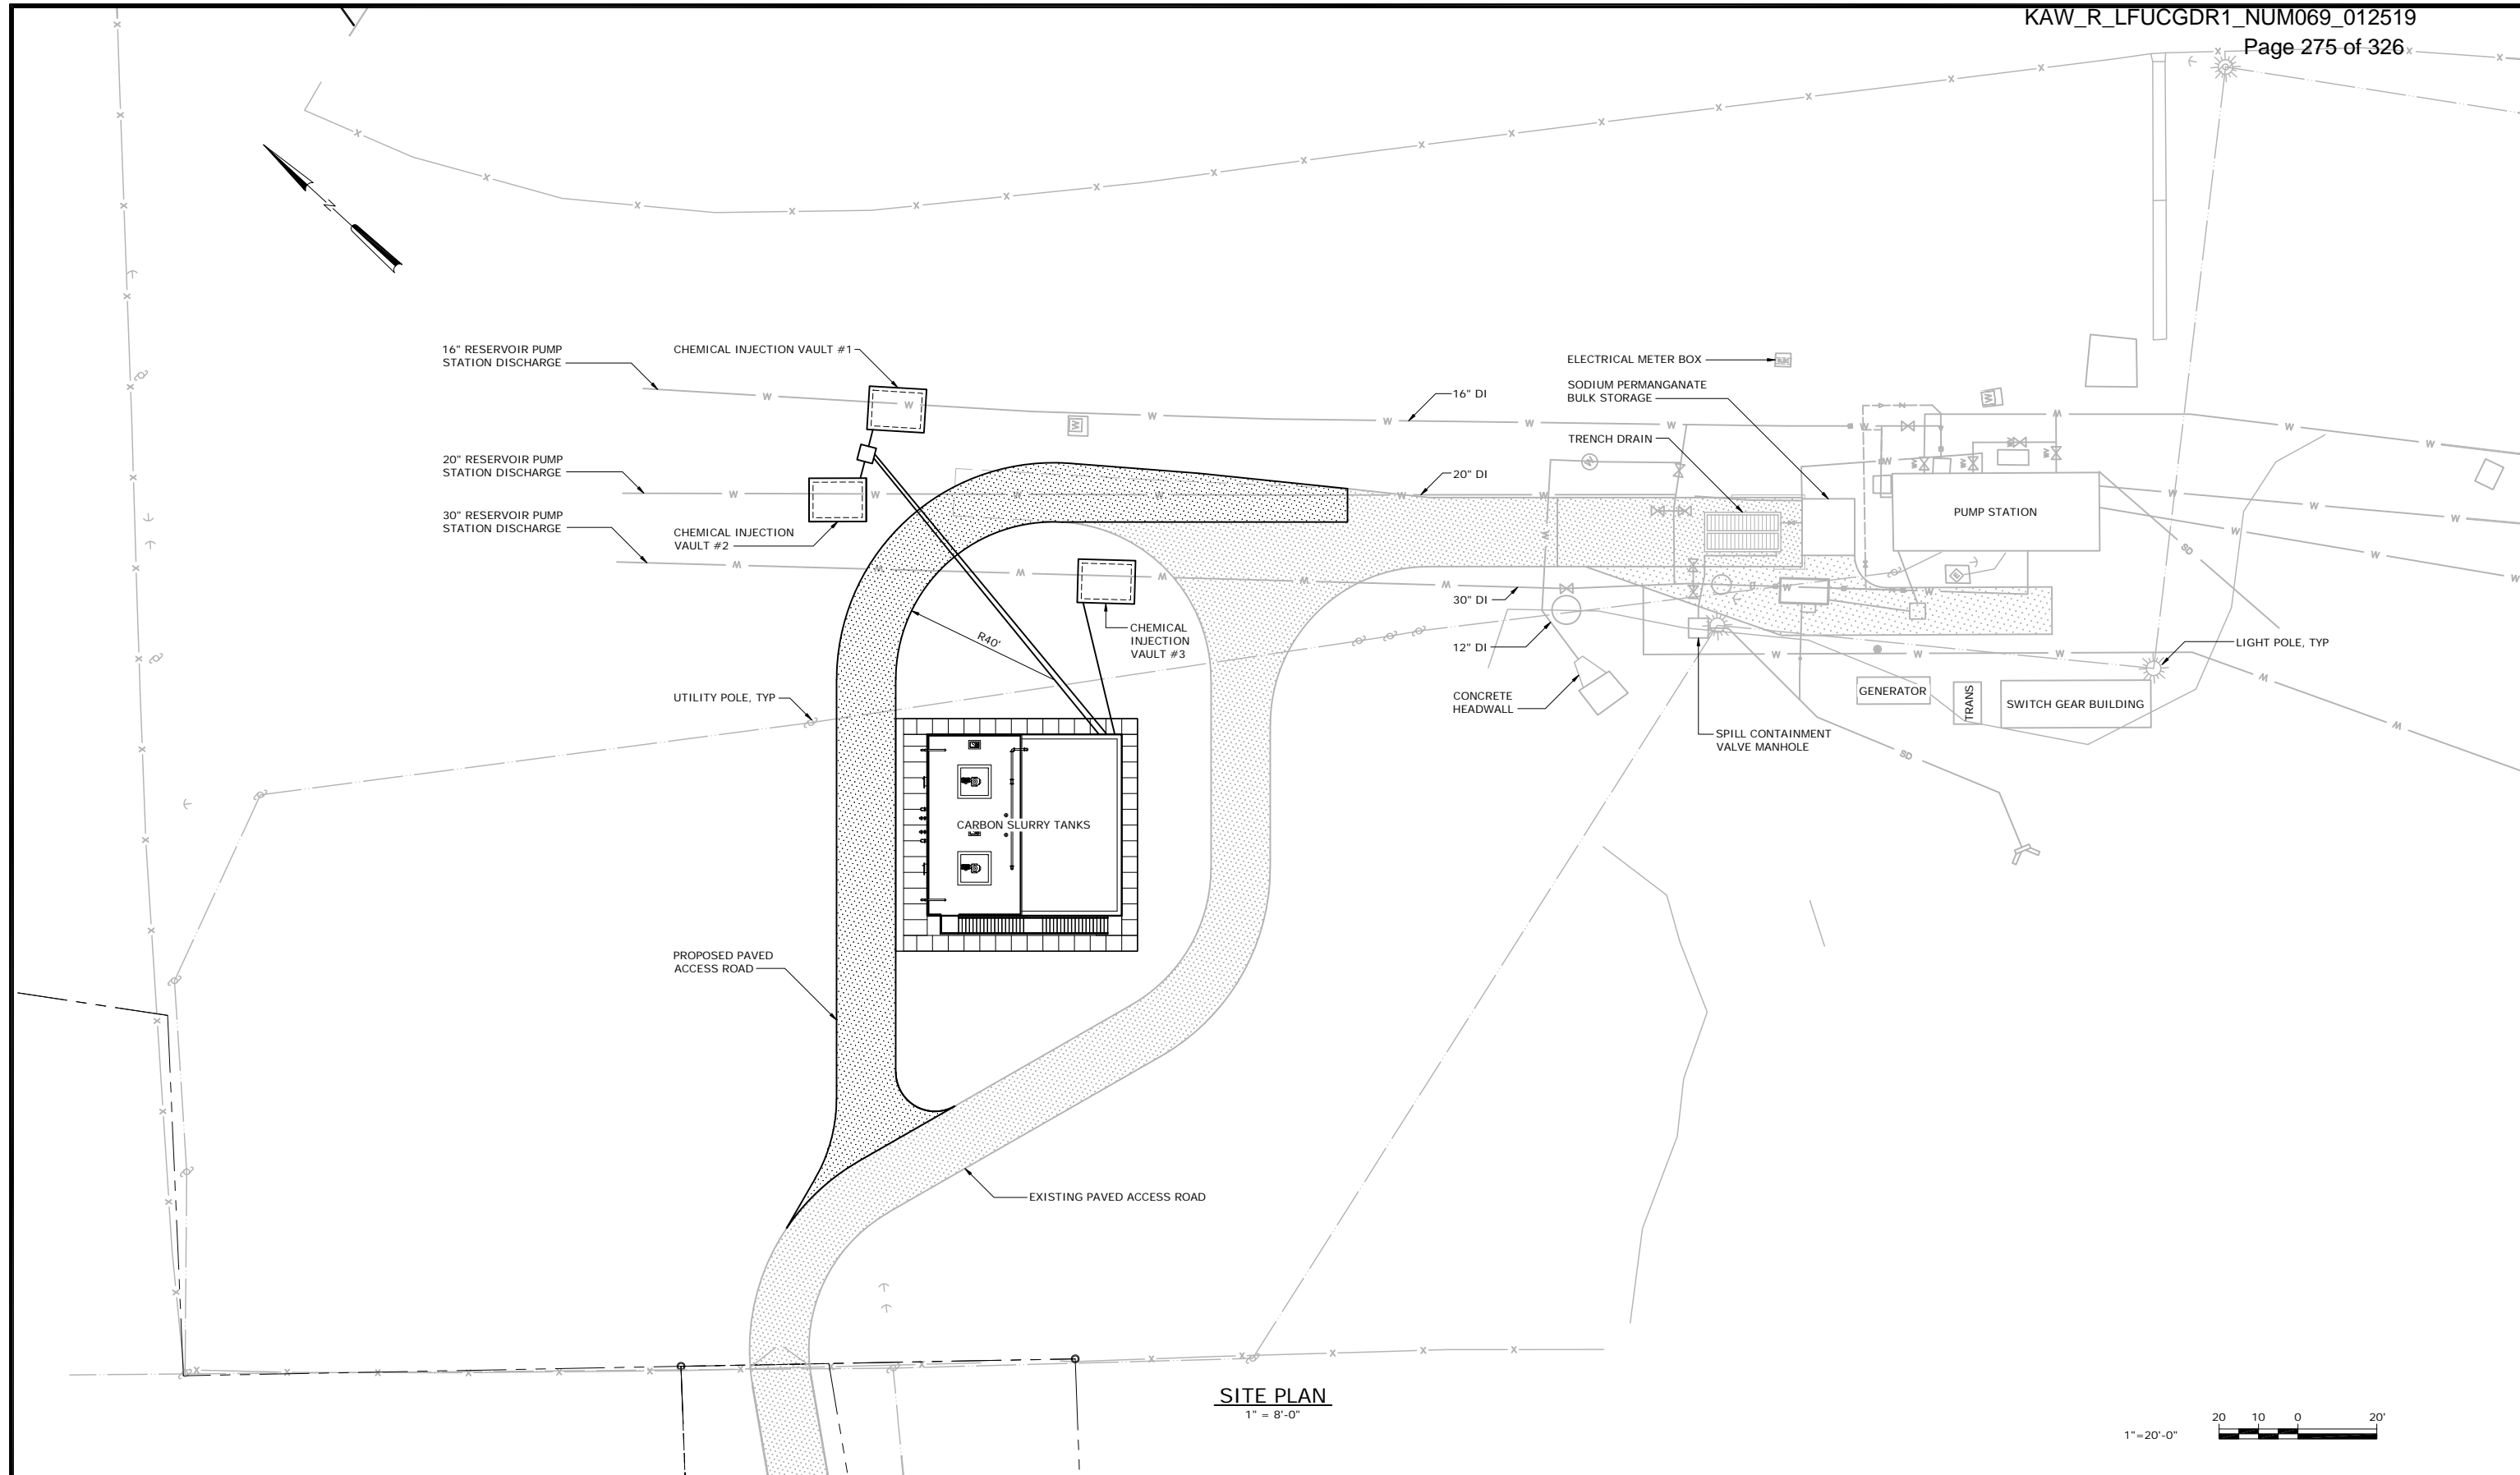 KAW_R_LFUCGDR1_NUM069_012519
Page 275 of 326
N
16" RESERVOIR PUMP
STATION DISCHARGE
CHEMICAL INJECTION VAULT #1
20" RESERVOIR PUMP
STATION DISCHARGE
30" RESERVOIR PUMP
STATION DISCHARGE
CHEMICAL INJECTION
VAULT #2
16" DI
20" DI
30" DI
12" DI
ELECTRICAL METER BOX
SODIUM PERMANGANATE
BULK STORAGE
TRENCH DRAIN
PUMP STATION
CHEMICAL
INJECTION
VAULT #3
R40'
UTILITY POLE, TYP
CONCRETE
HEADWALL
SPILL CONTAINMENT
VALVE MANHOLE
GENERATOR
TRANS
SWITCH GEAR BUILDING
LIGHT POLE, TYP
SD
SD
CARBON SLURRY TANKS
PROPOSED PAVED
ACCESS ROAD
EXISTING PAVED ACCESS ROAD
SITE PLAN
1" = 8'-0"
1"=20'-0"
20 10 0 20'